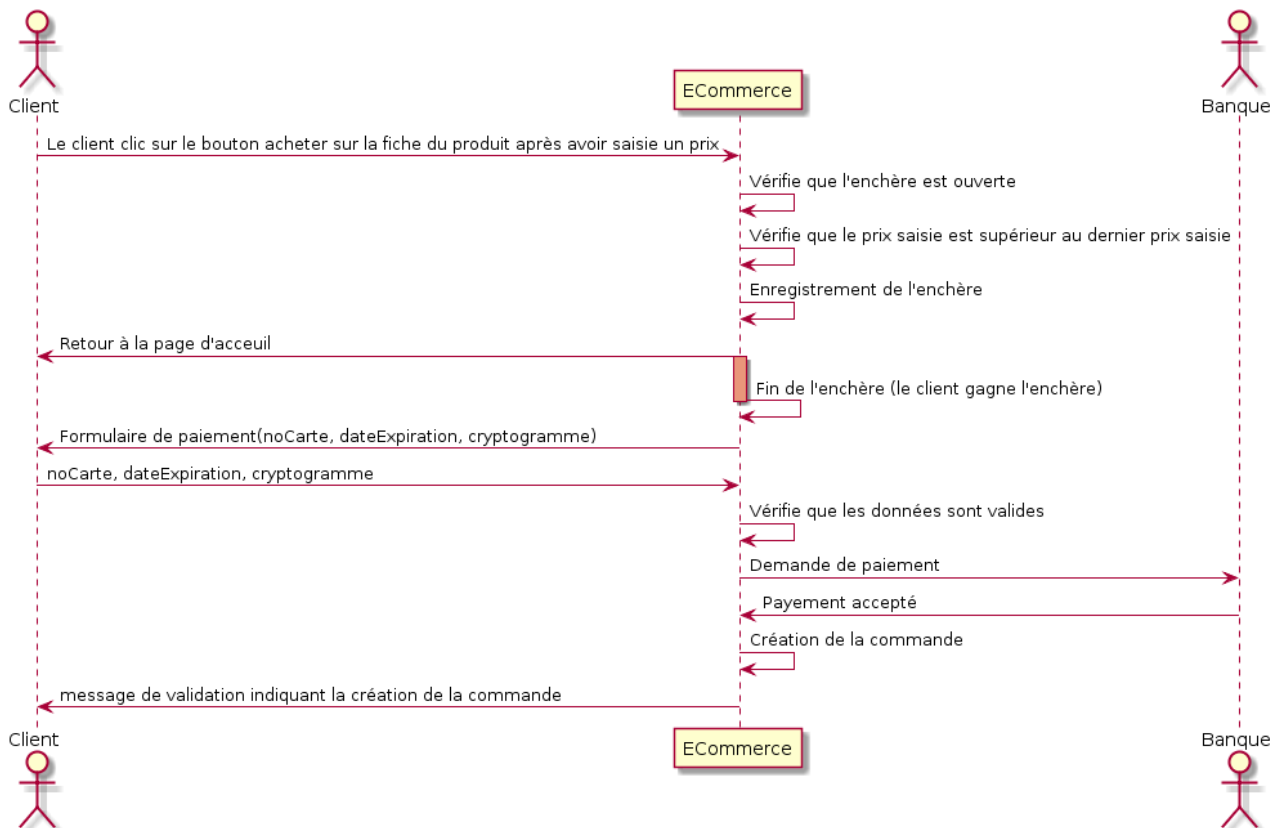 Client
ECommerce
Banque
Le client clic sur le bouton acheter sur la fiche du produit après avoir saisie un prix
Vérifie que l'enchère est ouverte
Vérifie que le prix saisie est supérieur au dernier prix saisie
Enregistrement de l'enchère
Retour à la page d'acceuil
Fin de l'enchère (le client gagne l'enchère)
Formulaire de paiement(noCarte, dateExpiration, cryptogramme)
noCarte, dateExpiration, cryptogramme
Vérifie que les données sont valides
Demande de paiement
Payement accepté
Création de la commande
message de validation indiquant la création de la commande
Client
ECommerce
Banque